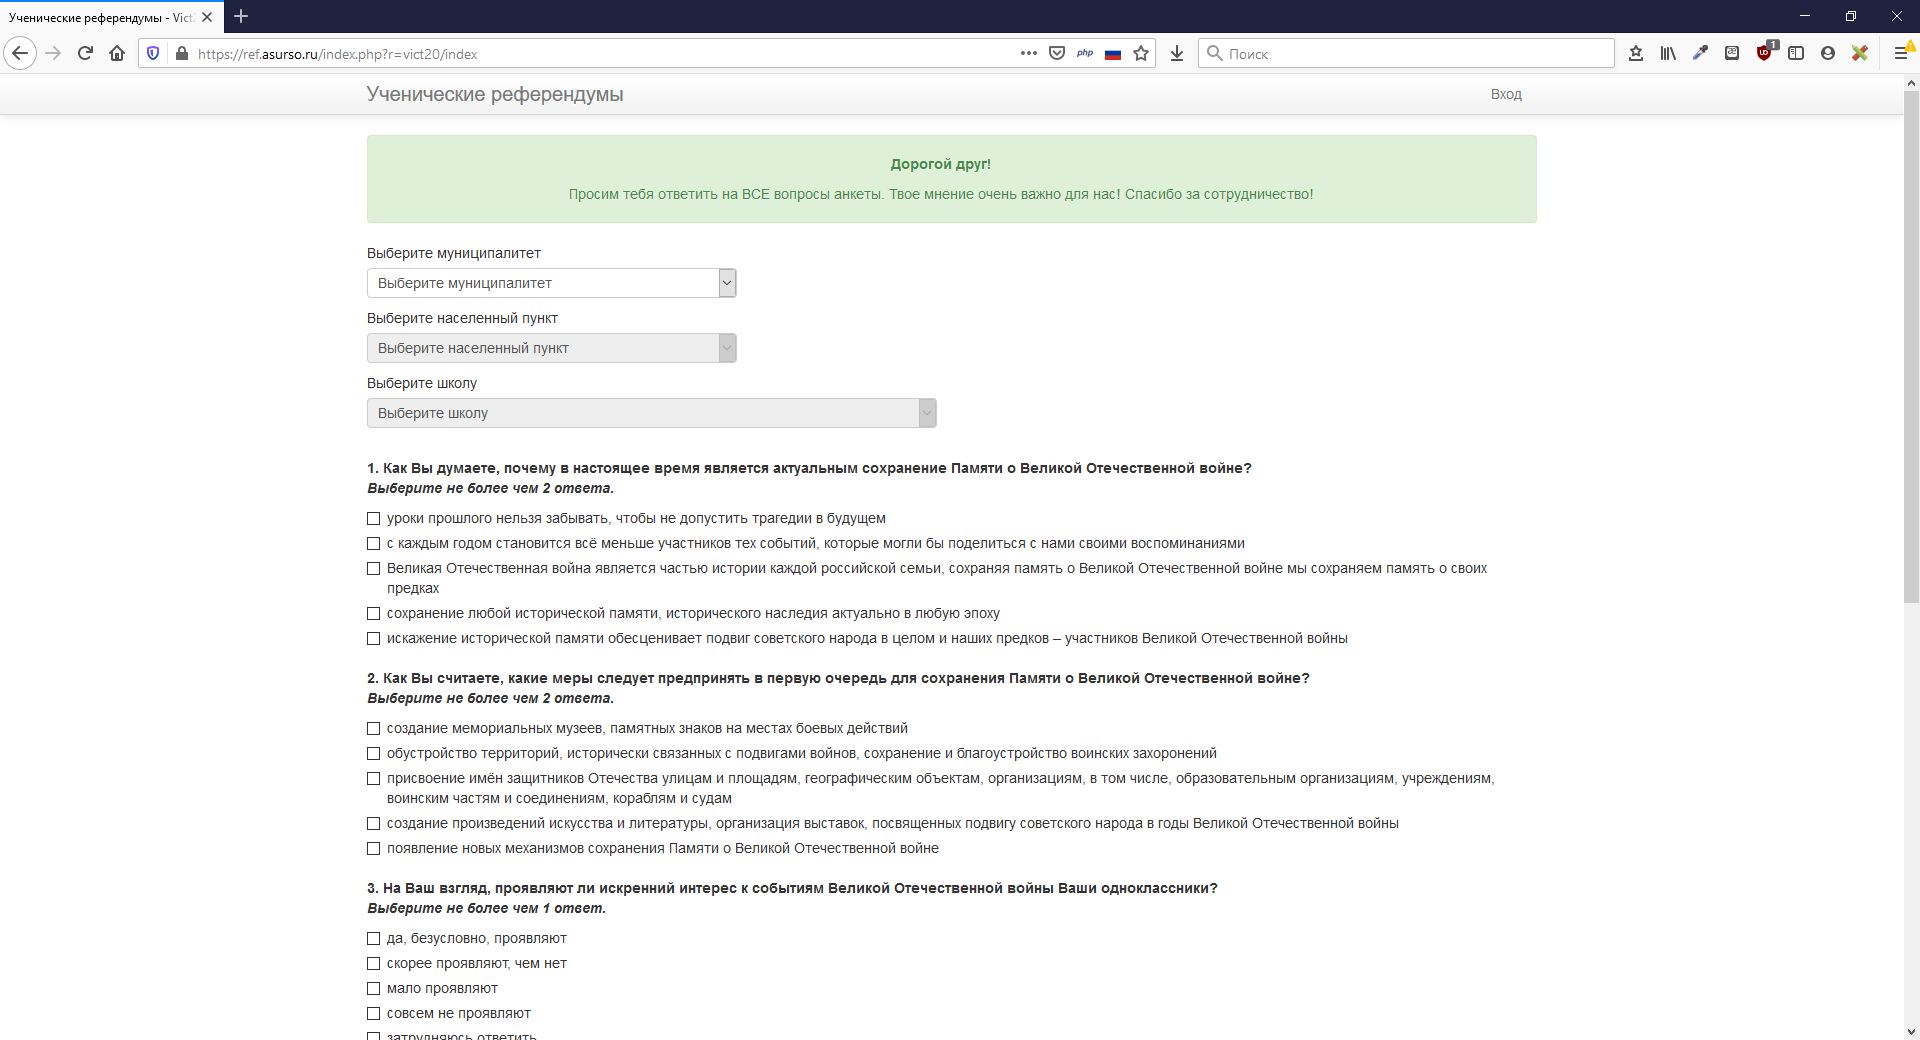 Ученические референдумы - Vict
https://ref.asurso.ru/index.php?r=vict20/index
php
Поиск
1
Ученические референдумы
Вход
Дорогой друг!
Просим тебя ответить на ВСЕ вопросы анкеты. Твое мнение очень важно для нас! Спасибо за сотрудничество!
Выберите муниципалитет
Выберите муниципалитет
Выберите населенный пункт
Выберите населенный пункт
Выберите школу
Выберите школу
1. Как Вы думаете, почему в настоящее время является актуальным сохранение Памяти о Великой Отечественной войне?
Выберите не более чем 2 ответа.
уроки прошлого нельзя забывать, чтобы не допустить трагедии в будущем
с каждым годом становится всё меньше участников тех событий, которые могли бы поделиться с нами своими воспоминаниями
Великая Отечественная война является частью истории каждой российской семьи, сохраняя память о Великой Отечественной войне мы сохраняем память о своих
предках
сохранение любой исторической памяти, исторического наследия актуально в любую эпоху
искажение исторической памяти обесценивает подвиг советского народа в целом и наших предков – участников Великой Отечественной войны
2. Как Вы считаете, какие меры следует предпринять в первую очередь для сохранения Памяти о Великой Отечественной войне?
Выберите не более чем 2 ответа.
создание мемориальных музеев, памятных знаков на местах боевых действий
обустройство территорий, исторически связанных с подвигами войнов, сохранение и благоустройство воинских захоронений
присвоение имён защитников Отечества улицам и площадям, географическим объектам, организациям, в том числе, образовательным организациям, учреждениям,
воинским частям и соединениям, кораблям и судам
создание произведений искусства и литературы, организация выставок, посвященных подвигу советского народа в годы Великой Отечественной войны
появление новых механизмов сохранения Памяти о Великой Отечественной войне
3. На Ваш взгляд, проявляют ли искренний интерес к событиям Великой Отечественной войны Ваши одноклассники?
Выберите не более чем 1 ответ.
да, безусловно, проявляют
скорее проявляют, чем нет
мало проявляют
совсем не проявляют
затрудняюсь ответить